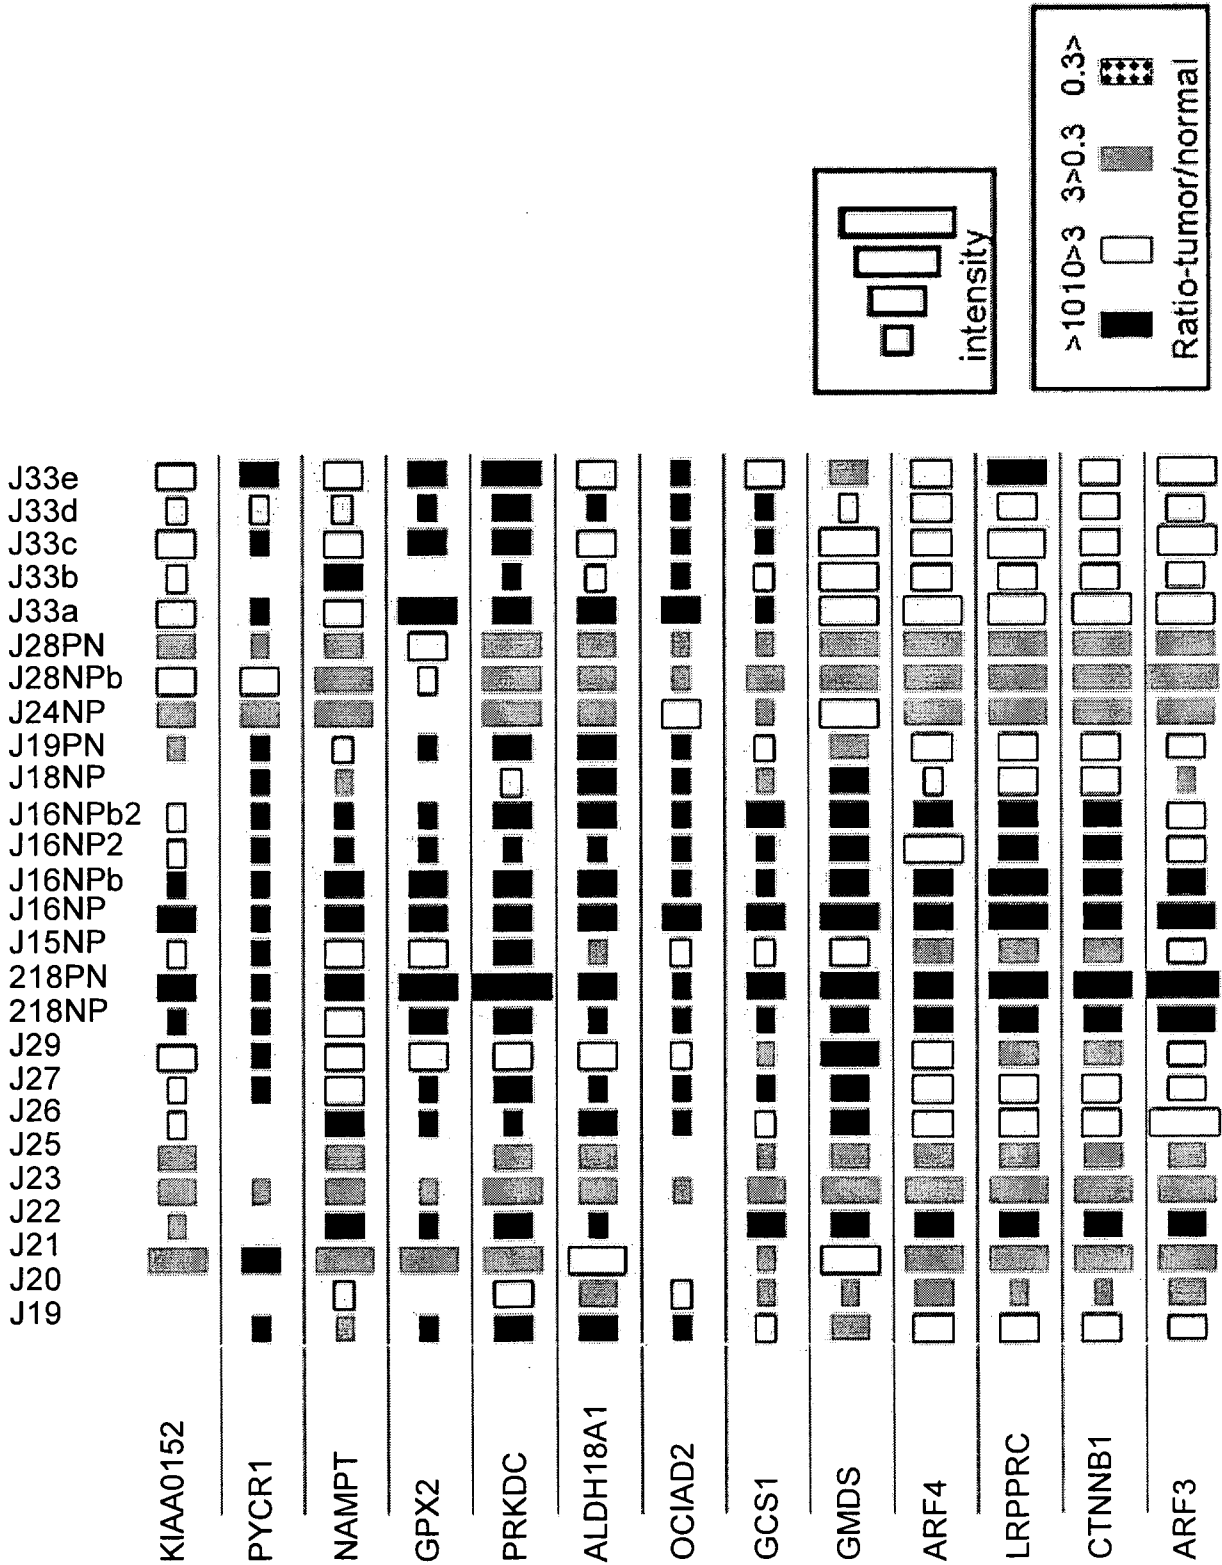 J33e
J33d
J33c
J33b
J33a
J28PN
J28NPb
J24NP
J19PN
J18NP
J16NPb2
J16NP2
J16NPb
J16NP
J15NP
218PN
218NP
J29
J27
J26
J25
J23
J22
J21
J20
J19
KIAA0152
PYCR1
NAMPT
GPX2
PRKDC
ALDH18A1
OCIAD2
GCS1
GMDS
ARF4
LRPPRC
CTNNB1
ARF3
intensity
>10 10>3 3>0.3 0.3>
Ratio-tumor/normal